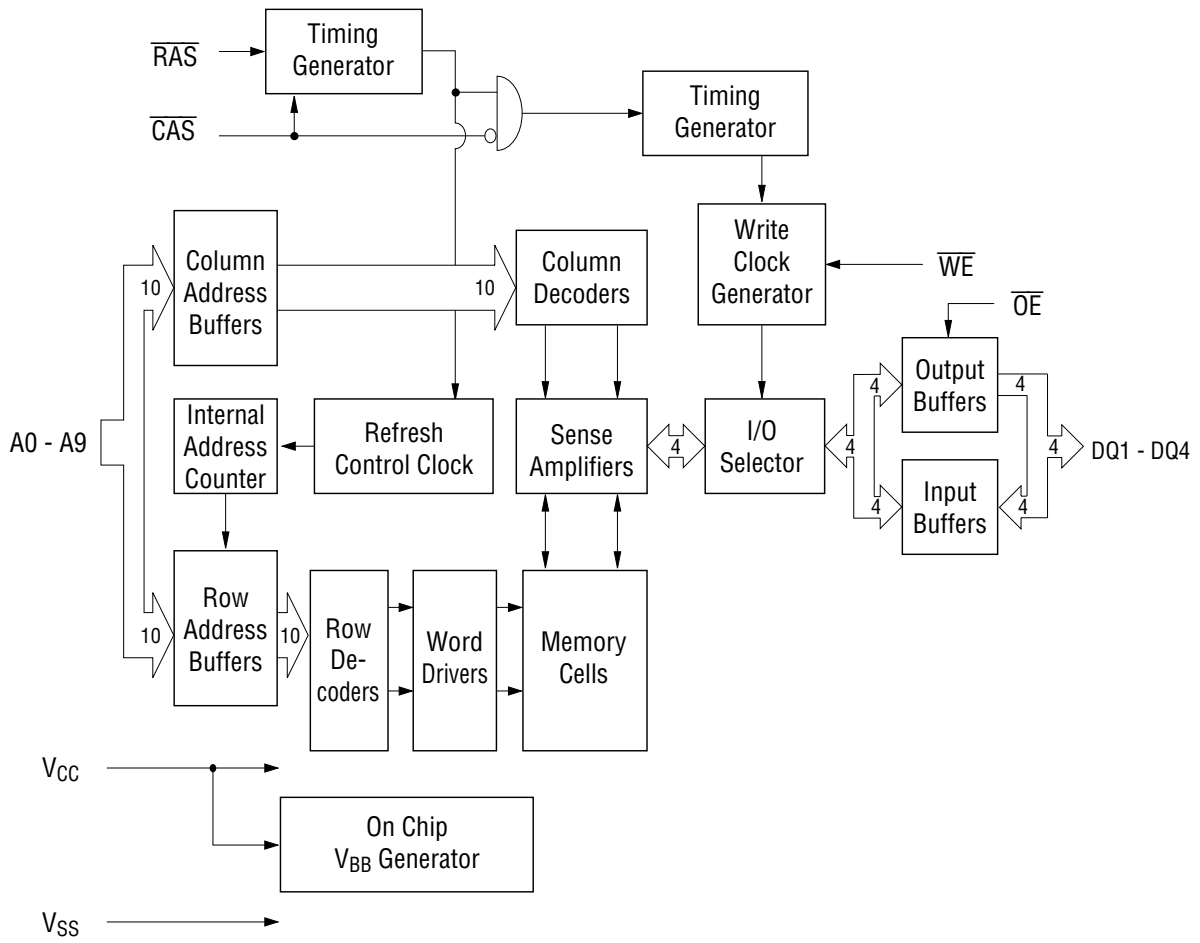 RAS
Timing
Generator
CAS
Timing
Generator
Column
Address
Buffers
10
10
Column
Decoders
Write
Clock
Generator
WE
OE
Output
Buffers
4
4
A0 - A9
Internal
Address
Counter
Refresh
Control Clock
Sense
Amplifiers
4
I/O
Selector
4
4
DQ1 - DQ4
Input
Buffers
4
4
10
Row
Address
Buffers
10
Row
De-
coders
Word
Drivers
Memory
Cells
VCC
On Chip
VBB Generator
VSS